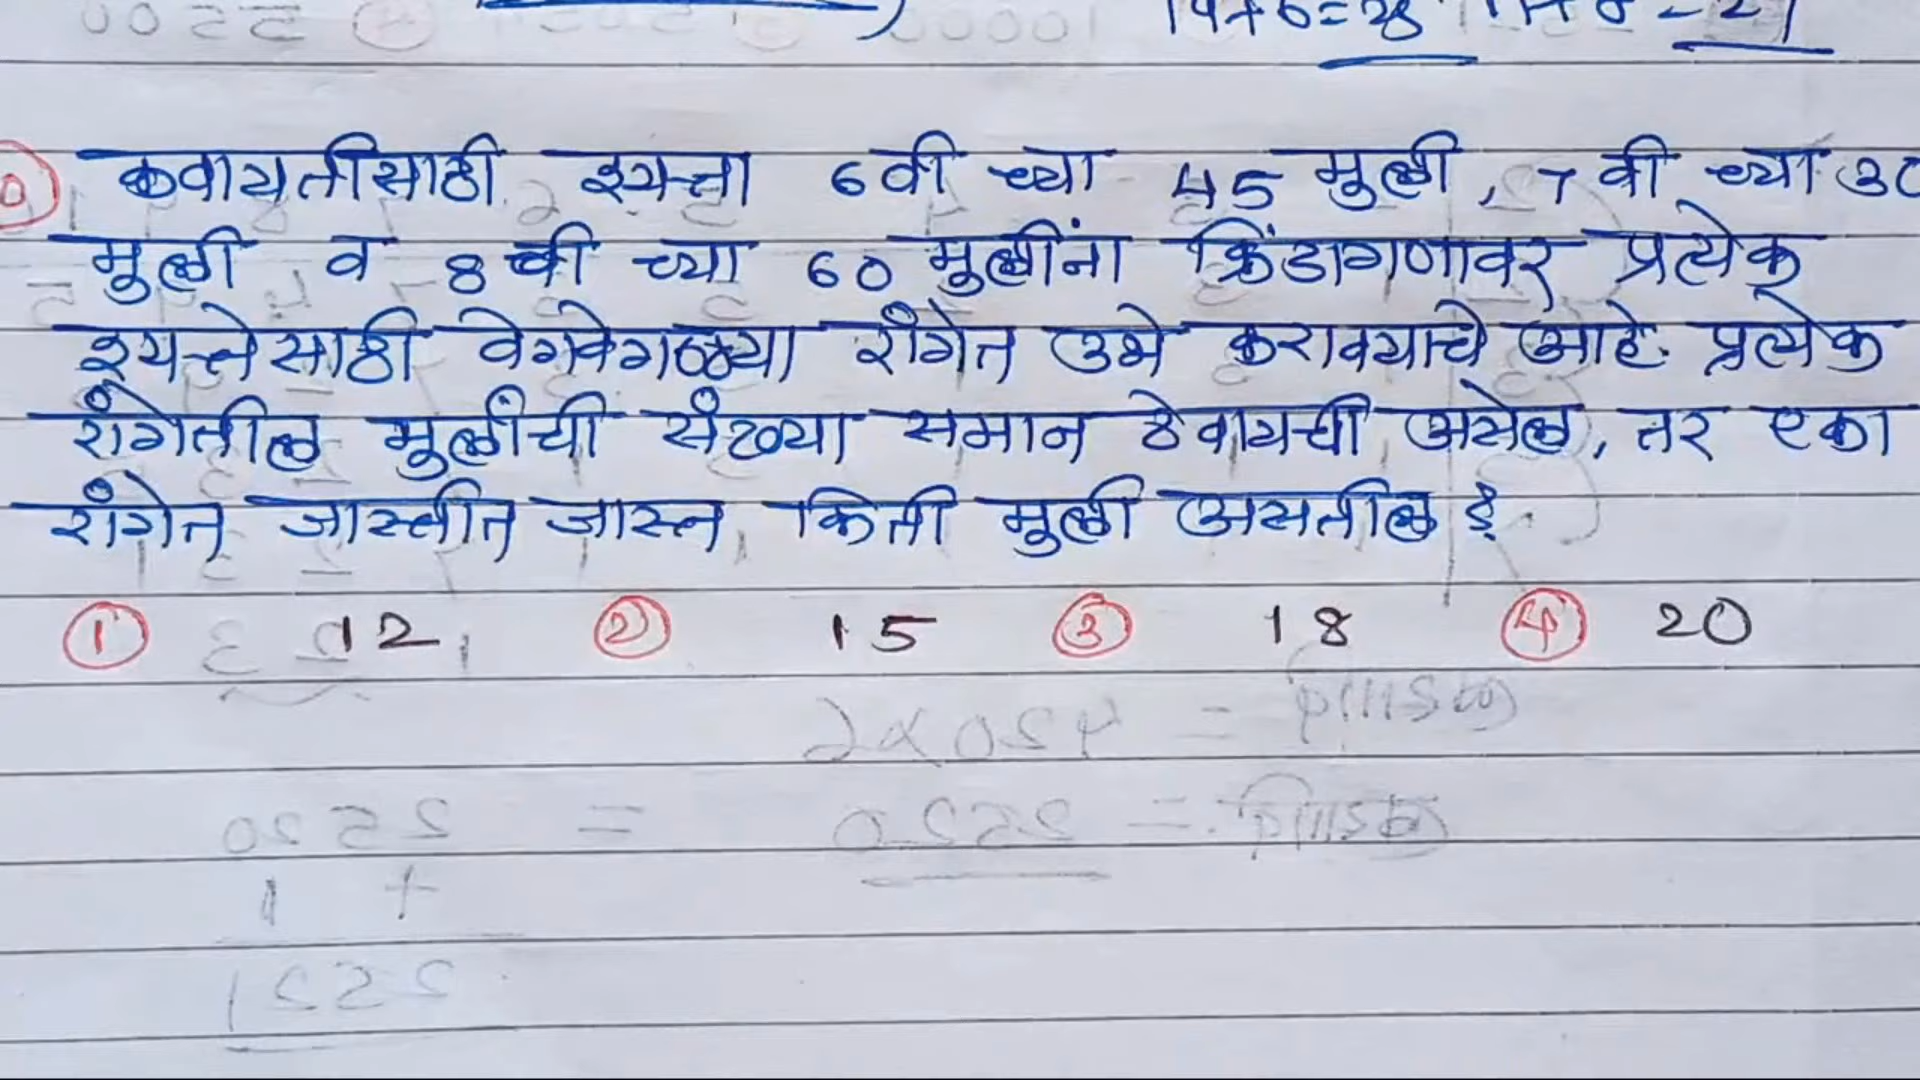 कवायतीसाठी इयत्ता 6वी च्या 45 मुली, 7 वी च्या 30
मुली व 8वी च्या 60 मुलींना क्रिंडागणावर प्रत्येक
इयत्तेसाठी वेगवेगळ्या रांगेत उभे करावयाचे आहे. प्रत्येक
रांगेतील मुलींची संख्या समान ठेवायची असेल, तर एका
रांगेत जास्तीत जास्त किती मुली असतील ?
① 12 ② 15 ③ 18 ④ 20